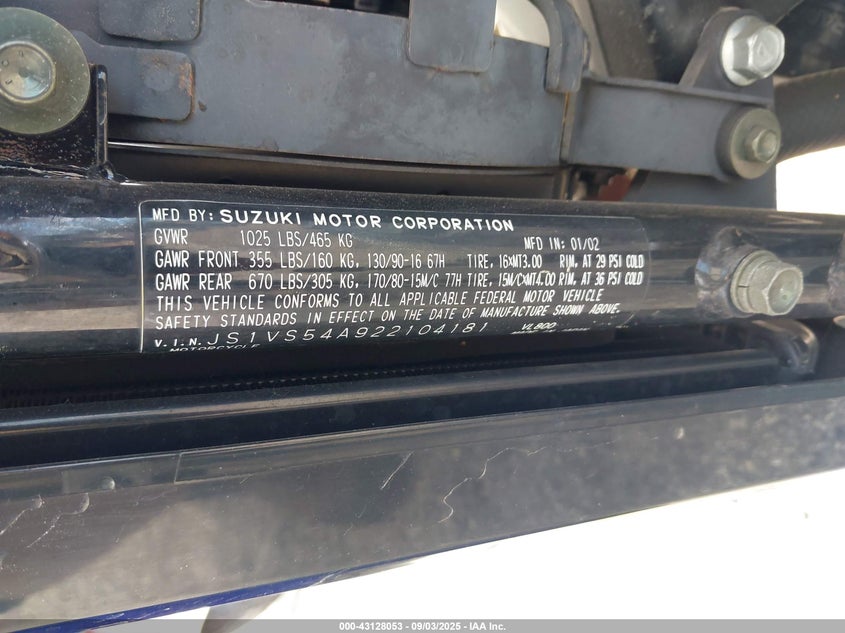 MFD BY: SUZUKI MOTOR CORPORATION
GVWR 1025 LBS/465 KG MFD IN: 01/02
GAWR FRONT 355 LBS/160 KG, 130/90-16 67H TIRE, 16xMT3.00 RIM, AT 29 PSI COLD
GAWR REAR 670 LBS/305 KG, 170/80-15M/C 77H TIRE, 15M/CxMT4.00 RIM, AT 36 PSI COLD
THIS VEHICLE CONFORMS TO ALL APPLICABLE FEDERAL MOTOR VEHICLE
SAFETY STANDARDS IN EFFECT ON THE DATE OF MANUFACTURE SHOWN ABOVE.
V.I.N. JS1VS54A922104181 VL800
MOTORCYCLE
000-43128053 - 09/03/2025 - IAA Inc.